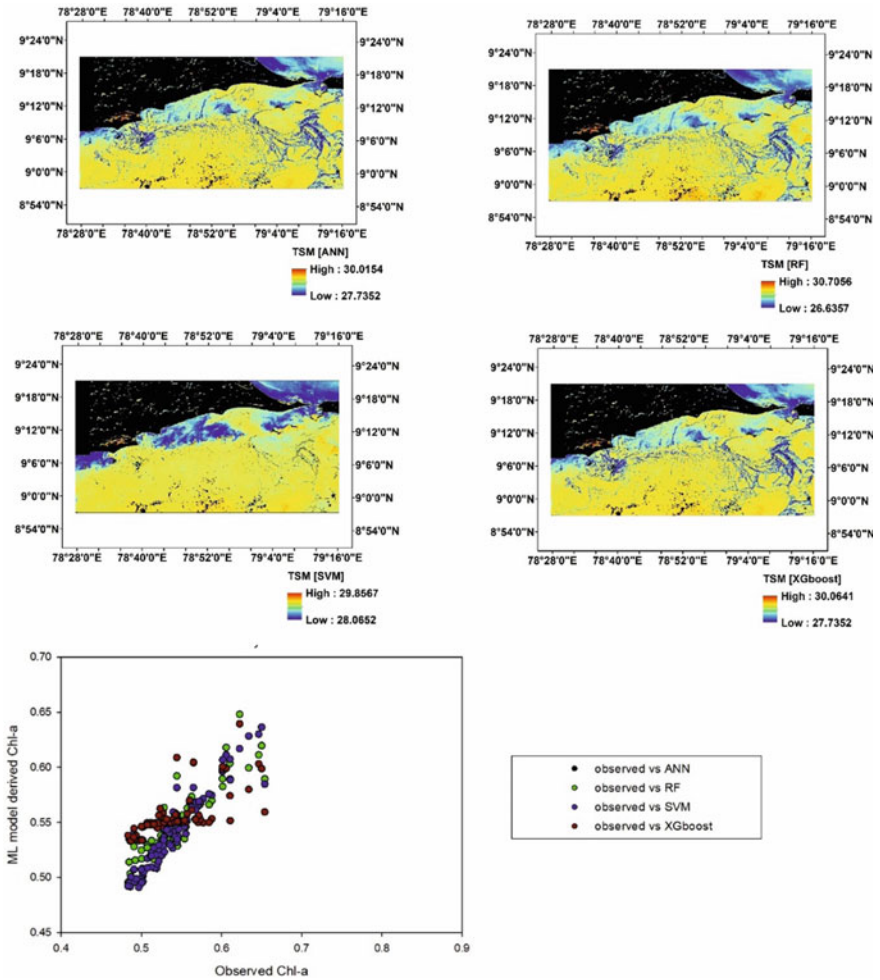 78°28'0"E 78°40'0"E 78°52'0"E 79°4'0"E 79°16'0"E
9°24'0"N 9°24'0"N
9°18'0"N 9°18'0"N
9°12'0"N 9°12'0"N
9°6'0"N 9°6'0"N
9°0'0"N 9°0'0"N
8°54'0"N 8°54'0"N
78°28'0"E 78°40'0"E 78°52'0"E 79°4'0"E 79°16'0"E
TSM [ANN]
High : 30.0154
Low : 27.7352
78°28'0"E 78°40'0"E 78°52'0"E 79°4'0"E 79°16'0"E
9°24'0"N 9°24'0"N
9°18'0"N 9°18'0"N
9°12'0"N 9°12'0"N
9°6'0"N 9°6'0"N
9°0'0"N 9°0'0"N
8°54'0"N 8°54'0"N
78°28'0"E 78°40'0"E 78°52'0"E 79°4'0"E 79°16'0"E
TSM [RF]
High : 30.7056
Low : 26.6357
78°28'0"E 78°40'0"E 78°52'0"E 79°4'0"E 79°16'0"E
9°24'0"N 9°24'0"N
9°18'0"N 9°18'0"N
9°12'0"N 9°12'0"N
9°6'0"N 9°6'0"N
9°0'0"N 9°0'0"N
8°54'0"N 8°54'0"N
78°28'0"E 78°40'0"E 78°52'0"E 79°4'0"E 79°16'0"E
TSM [SVM]
High : 29.8567
Low : 28.0652
78°28'0"E 78°40'0"E 78°52'0"E 79°4'0"E 79°16'0"E
9°24'0"N 9°24'0"N
9°18'0"N 9°18'0"N
9°12'0"N 9°12'0"N
9°6'0"N 9°6'0"N
9°0'0"N 9°0'0"N
8°54'0"N 8°54'0"N
78°28'0"E 78°40'0"E 78°52'0"E 79°4'0"E 79°16'0"E
TSM [XGboost]
High : 30.0641
Low : 27.7352
ML model derived Chl-a
0.70
0.65
0.60
0.55
0.50
0.45
0.4 0.5 0.6 0.7 0.8 0.9
Observed Chl-a
observed vs ANN
observed vs RF
observed vs SVM
observed vs XGboost